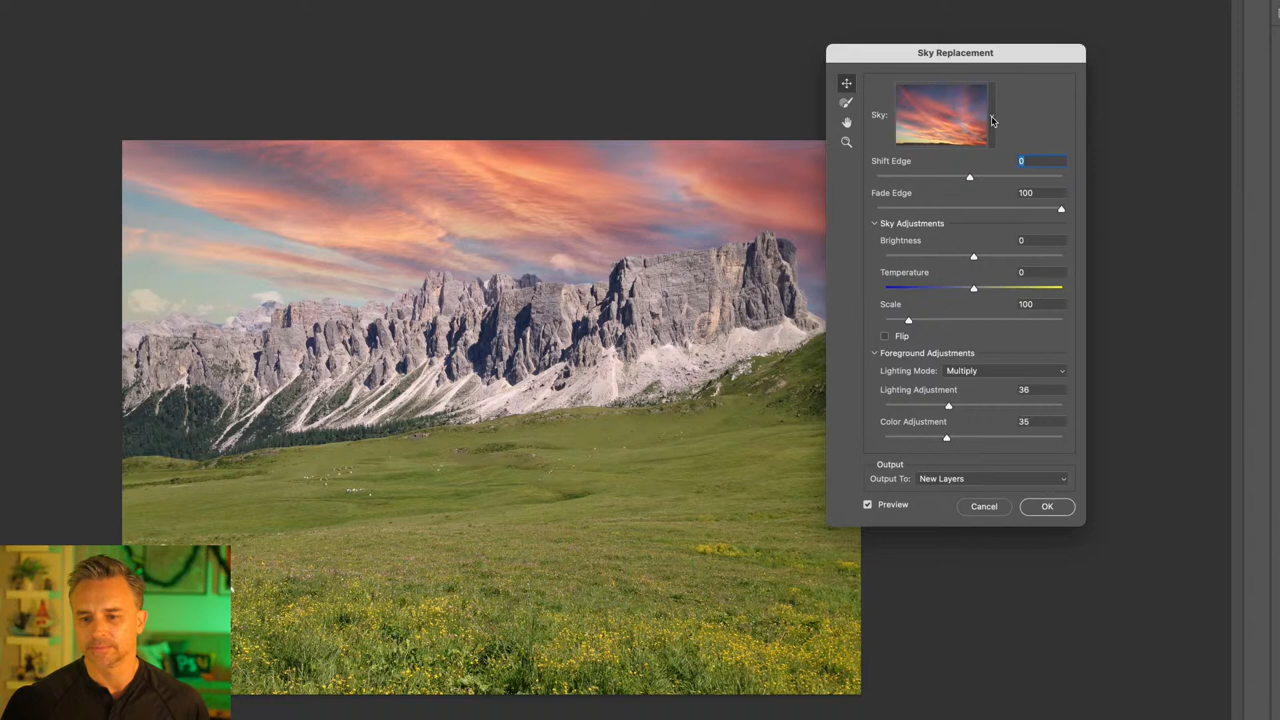 Sky Replacement
Sky:
Shift Edge 0
Fade Edge 100
Sky Adjustments
Brightness 0
Temperature 0
Scale 100
Flip
Foreground Adjustments
Lighting Mode: Multiply
Lighting Adjustment 36
Color Adjustment 35
Output
Output To: New Layers
Preview Cancel OK